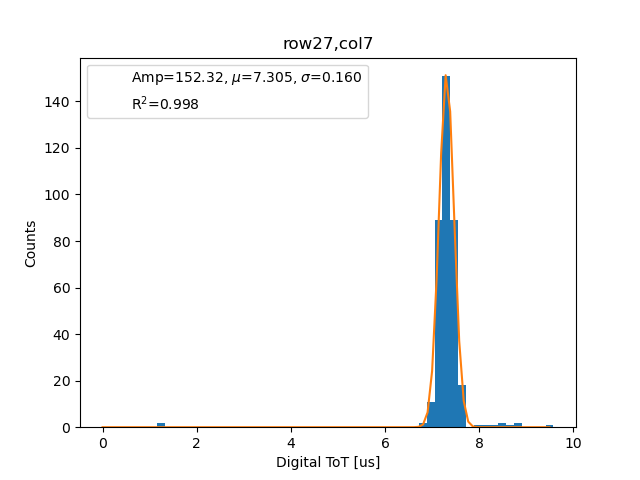 row27,col7
Amp=152.32, μ=7.305, σ=0.160
R²=0.998
140
120
100
80
60
40
20
0
Counts
0 2 4 6 8 10
Digital ToT [us]